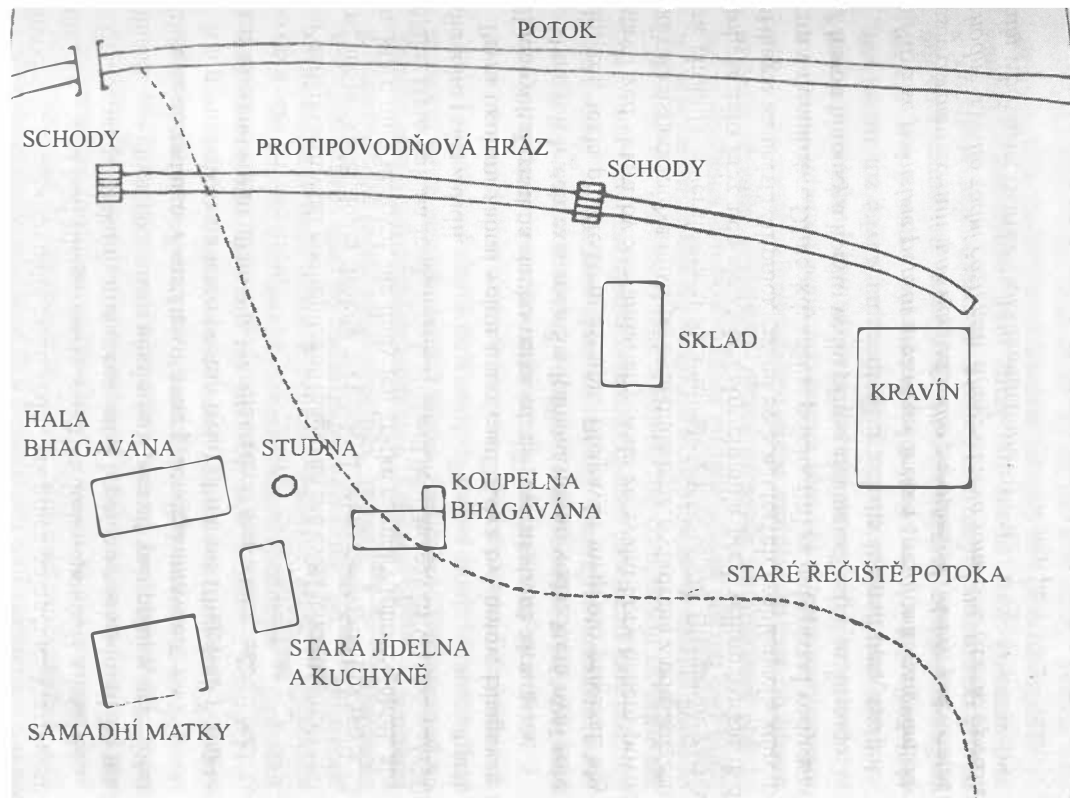 POTOK
SCHODY
PROTIPOVODŇOVÁ HRÁZ
SCHODY
SKLAD
KRAVÍN
HALA
BHAGAVÁNA
STUDNA
KOUPELNA
BHAGAVÁNA
STARÉ ŘEČIŠTĚ POTOKA
STARÁ JÍDELNA
A KUCHYNĚ
SAMADHÍ MATKY